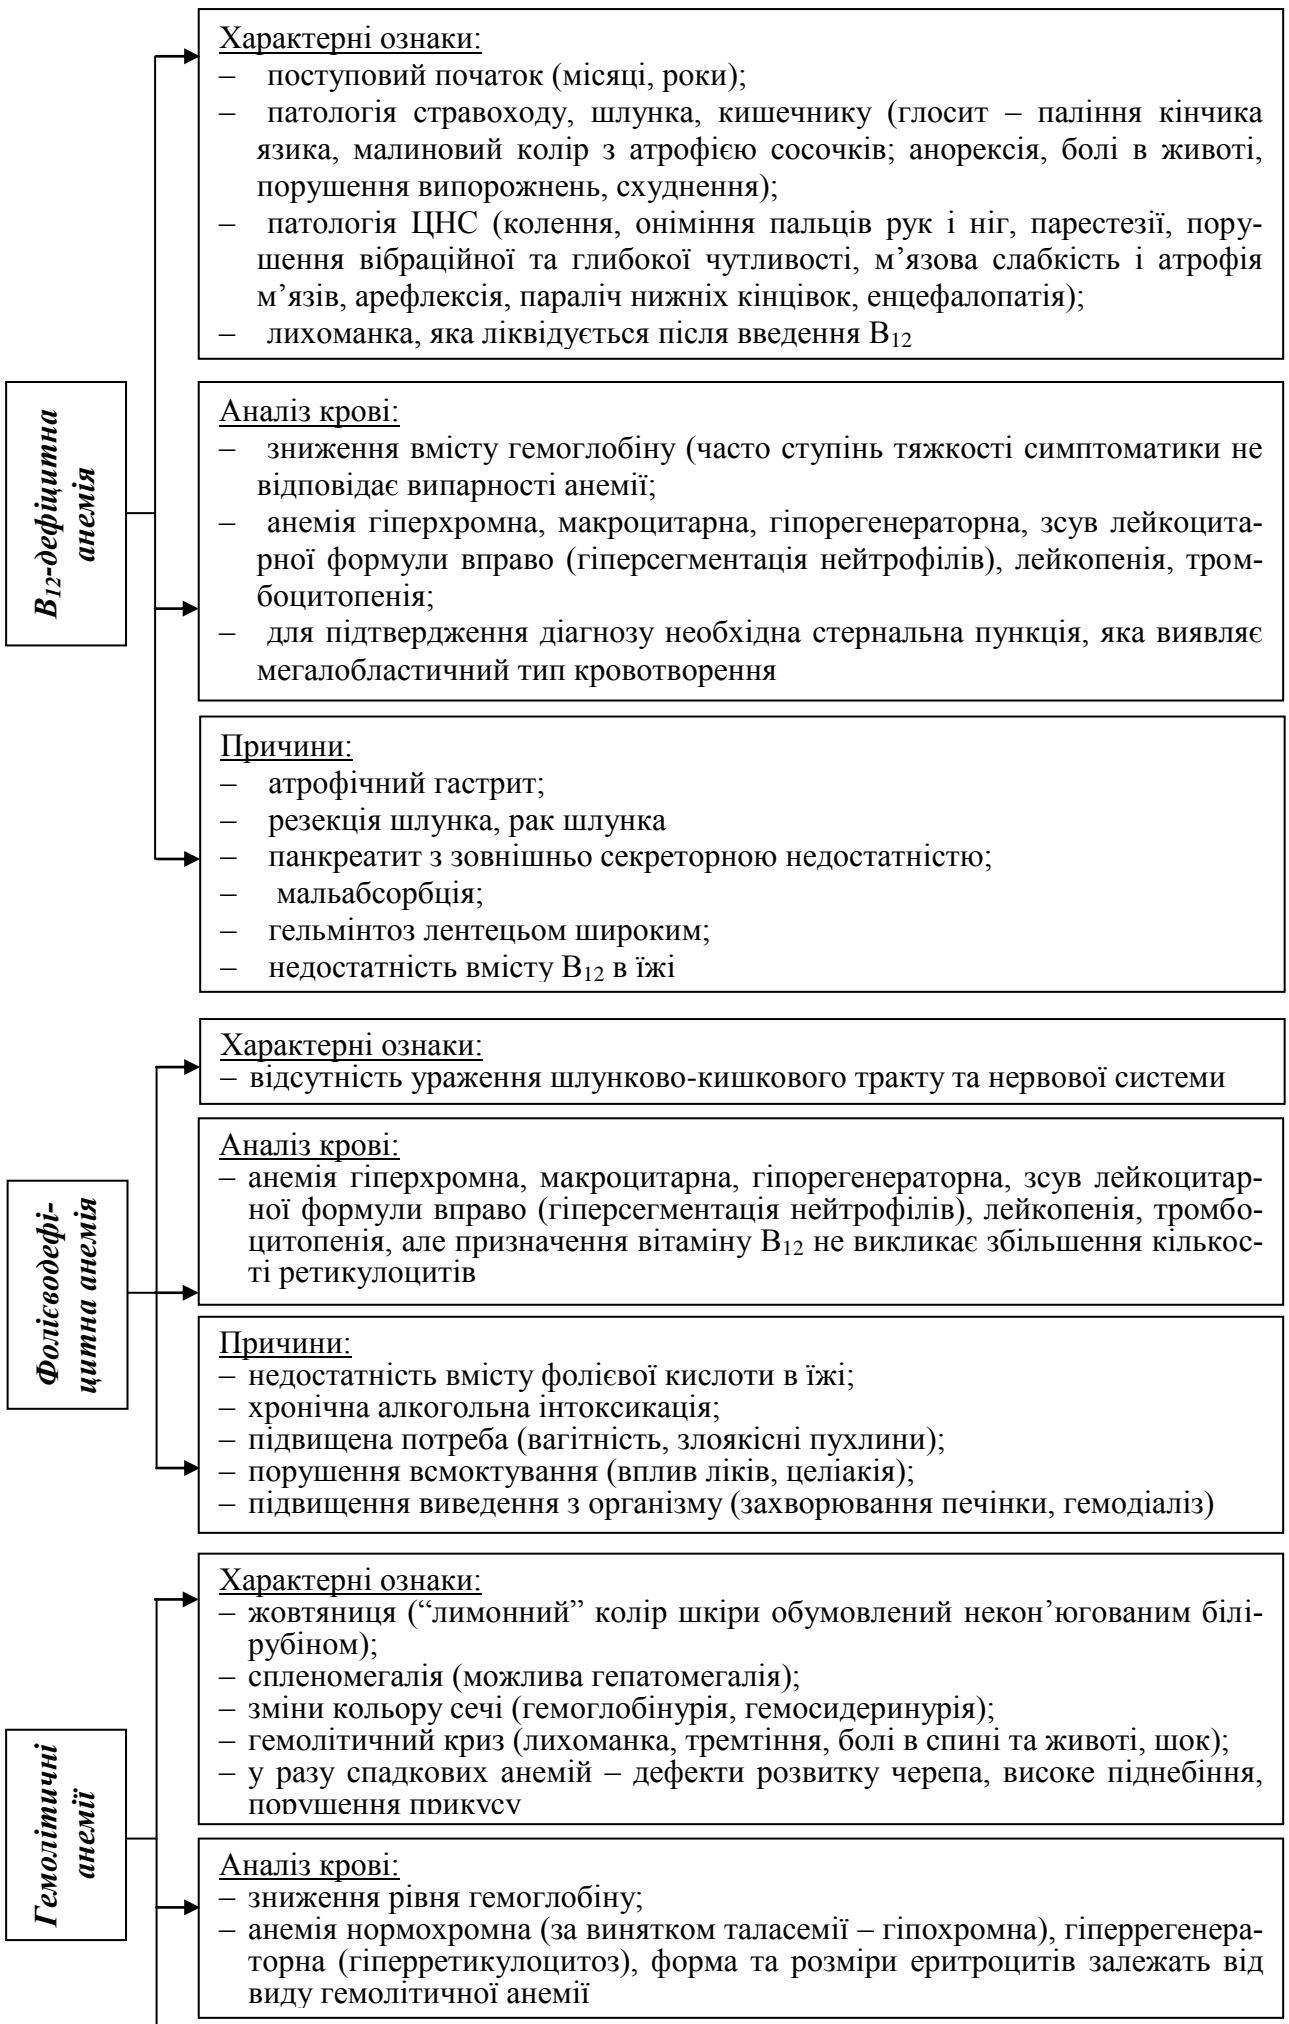 Характерні ознаки:
– поступовий початок (місяці, роки);
– патологія стравоходу, шлунка, кишечнику (глосит – паління кінчика
язика, малиновий колір з атрофією сосочків; анорексія, болі в животі,
порушення випорожнень, схуднення);
– патологія ЦНС (колення, оніміння пальців рук і ніг, парестезії, пору-
шення вібраційної та глибокої чутливості, м’язова слабкість і атрофія
м’язів, арефлексія, параліч нижніх кінцівок, енцефалопатія);
– лихоманка, яка ліквідується після введення В12
В12-дефіцитна
анемія
Аналіз крові:
– зниження вмісту гемоглобіну (часто ступінь тяжкості симптоматики не
відповідає випарності анемії;
– анемія гіперхромна, макроцитарна, гіпорегенераторна, зсув лейкоцита-
рної формули вправо (гіперсегментація нейтрофілів), лейкопенія, тром-
боцитопенія;
– для підтвердження діагнозу необхідна стернальна пункція, яка виявляє
мегалобластичний тип кровотворення
Причини:
– атрофічний гастрит;
– резекція шлунка, рак шлунка
– панкреатит з зовнішньо секреторною недостатністю;
– мальабсорбція;
– гельмінтоз лентецьом широким;
– недостатність вмісту В12 в їжі
Характерні ознаки:
– відсутність ураження шлунково-кишкового тракту та нервової системи
Фолієводефі-
цитна анемія
Аналіз крові:
– анемія гіперхромна, макроцитарна, гіпорегенераторна, зсув лейкоцитар-
ної формули вправо (гіперсегментація нейтрофілів), лейкопенія, тромбо-
цитопенія, але призначення вітаміну В12 не викликає збільшення кількос-
ті ретикулоцитів
Причини:
– недостатність вмісту фолієвої кислоти в їжі;
– хронічна алкогольна інтоксикація;
– підвищена потреба (вагітність, злоякісні пухлини);
– порушення всмоктування (вплив ліків, целіакія);
– підвищення виведення з організму (захворювання печінки, гемодіаліз)
Характерні ознаки:
– жовтяниця (“лимонний” колір шкіри обумовлений некон’югованим білі-
рубіном);
– спленомегалія (можлива гепатомегалія);
– зміни кольору сечі (гемоглобінурія, гемосидеринурія);
– гемолітичний криз (лихоманка, тремтіння, болі в спині та животі, шок);
– у разу спадкових анемій – дефекти розвитку черепа, високе піднебіння,
порушення прикусу
Гемолітичні
анемії
Аналіз крові:
– зниження рівня гемоглобіну;
– анемія нормохромна (за винятком таласемії – гіпохромна), гіперрегенера-
торна (гіперретикулоцитоз), форма та розміри еритроцитів залежать від
виду гемолітичної анемії